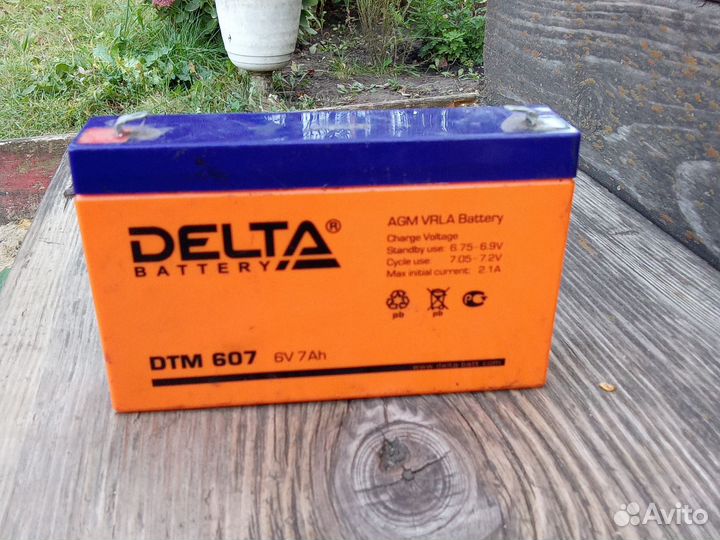 DELTA®
BATTERY
AGM VRLA Battery
Charge Voltage
Standby use: 6.75-6.9V
Cycle use: 7.05-7.2V
Max initial current: 2.1A
pb
pb
DTM 607 6V 7Ah
www.delta-batt.com
Avito